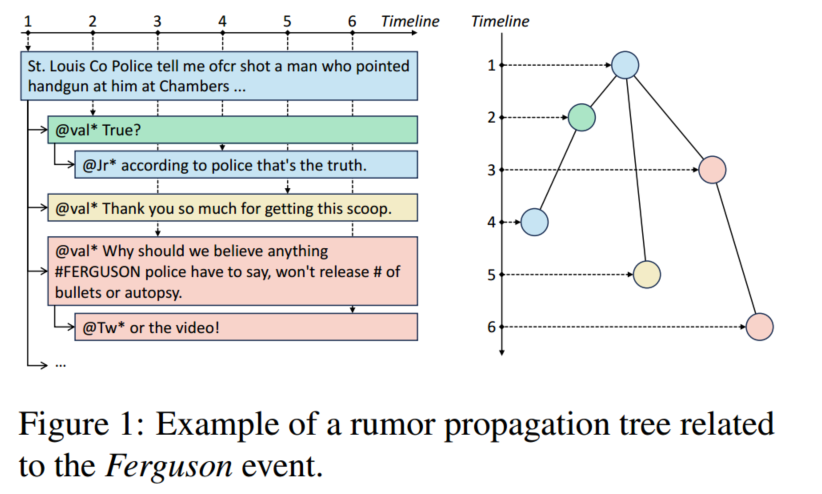 1 2 3 4 5 6 Timeline
St. Louis Co Police tell me ofcr shot a man who pointed
handgun at him at Chambers ...
@val* True?
@Jr* according to police that's the truth.
@val* Thank you so much for getting this scoop.
@val* Why should we believe anything
#FERGUSON police have to say, won't release # of
bullets or autopsy.
@Tw* or the video!
...
Timeline
1
2
3
4
5
6
Figure 1: Example of a rumor propagation tree related
to the Ferguson event.